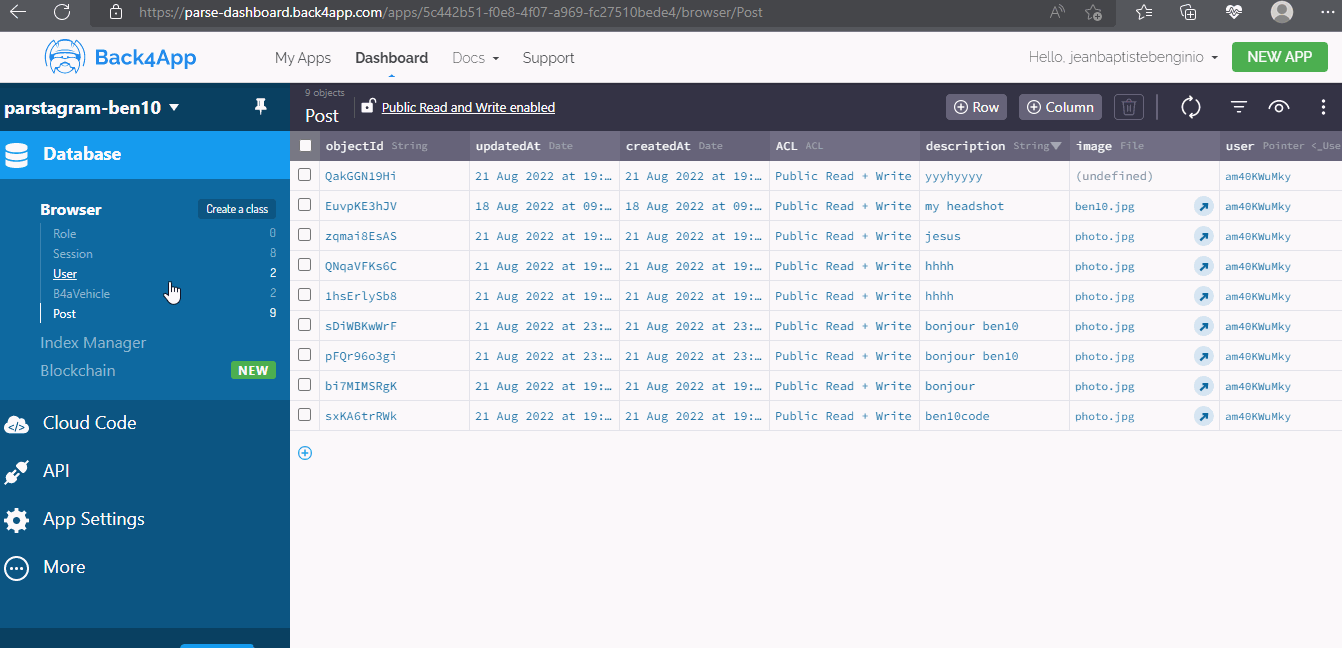 https://parse-dashboard.back4app.com/apps/5c442b51-f0e8-4f07-a969-fc27510bede4/browser/Post
Back4App
My Apps Dashboard Docs Support
Hello, jeanbaptistebenginio NEW APP
parstagram-ben10
9 objects
Post Public Read and Write enabled
Row Column
Database
Browser Create a class
Role 0
Session 8
User 2
B4aVehicle 2
Post 9
Index Manager
Blockchain NEW
Cloud Code
API
App Settings
More
objectId String updatedAt Date createdAt Date ACL ACL description String image File user Pointer <_Use
QakGGN19Hi 21 Aug 2022 at 19:… 21 Aug 2022 at 19:… Public Read + Write yyyhyyyy (undefined) am40KWuMky
EuvpKE3hJV 18 Aug 2022 at 09:… 18 Aug 2022 at 09:… Public Read + Write my headshot ben10.jpg am40KWuMky
zqmai8EsAS 21 Aug 2022 at 19:… 21 Aug 2022 at 19:… Public Read + Write jesus photo.jpg am40KWuMky
QNqaVFKs6C 21 Aug 2022 at 19:… 21 Aug 2022 at 19:… Public Read + Write hhhh photo.jpg am40KWuMky
1hsErlySb8 21 Aug 2022 at 19:… 21 Aug 2022 at 19:… Public Read + Write hhhh photo.jpg am40KWuMky
sDiWBKwWrF 21 Aug 2022 at 23:… 21 Aug 2022 at 23:… Public Read + Write bonjour ben10 photo.jpg am40KWuMky
pFQr96o3gi 21 Aug 2022 at 23:… 21 Aug 2022 at 23:… Public Read + Write bonjour ben10 photo.jpg am40KWuMky
bi7MIMSRgK 21 Aug 2022 at 19:… 21 Aug 2022 at 19:… Public Read + Write bonjour photo.jpg am40KWuMky
sxKA6trRWk 21 Aug 2022 at 19:… 21 Aug 2022 at 19:… Public Read + Write ben10code photo.jpg am40KWuMky